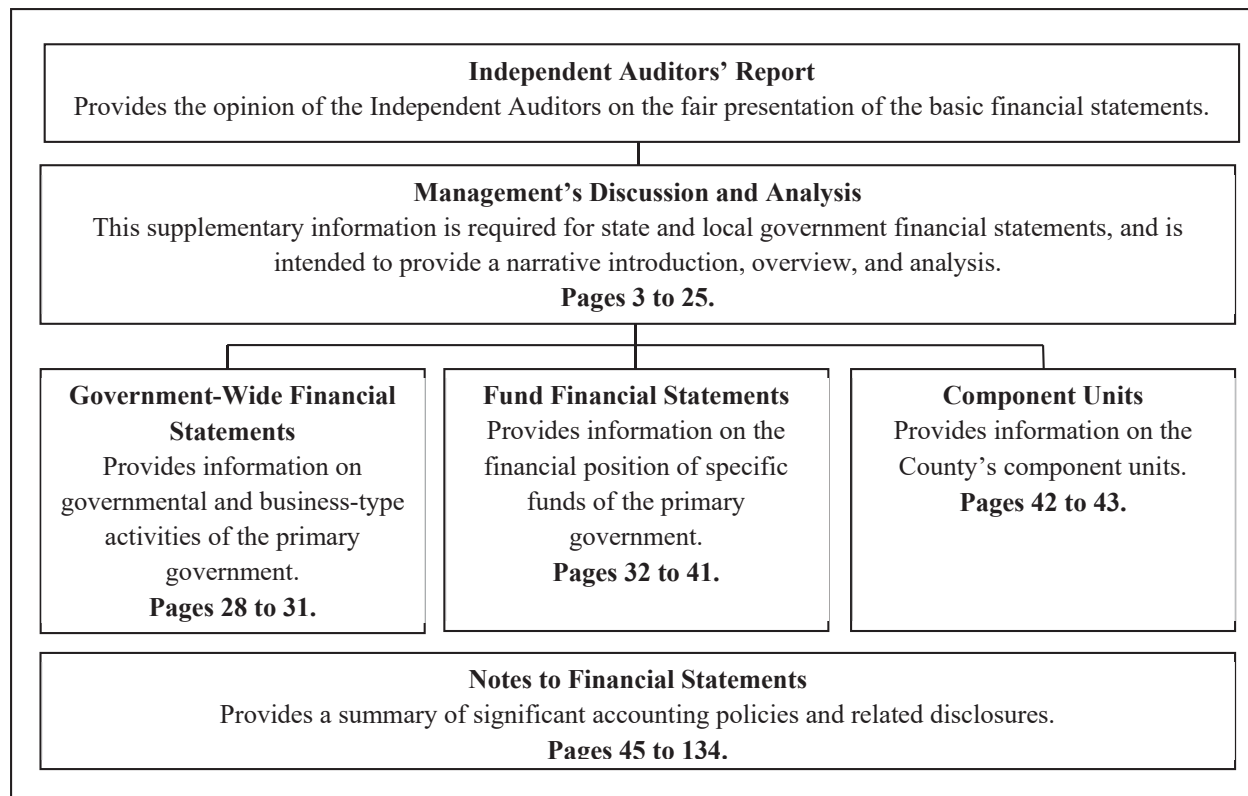 Independent Auditors’ Report
Provides the opinion of the Independent Auditors on the fair presentation of the basic financial statements.
Management’s Discussion and Analysis
This supplementary information is required for state and local government financial statements, and is
intended to provide a narrative introduction, overview, and analysis.
Pages 3 to 25.
Government-Wide Financial
Statements
Provides information on
governmental and business-type
activities of the primary
government.
Pages 28 to 31.
Fund Financial Statements
Provides information on the
financial position of specific
funds of the primary
government.
Pages 32 to 41.
Component Units
Provides information on the
County’s component units.
Pages 42 to 43.
Notes to Financial Statements
Provides a summary of significant accounting policies and related disclosures.
Pages 45 to 134.